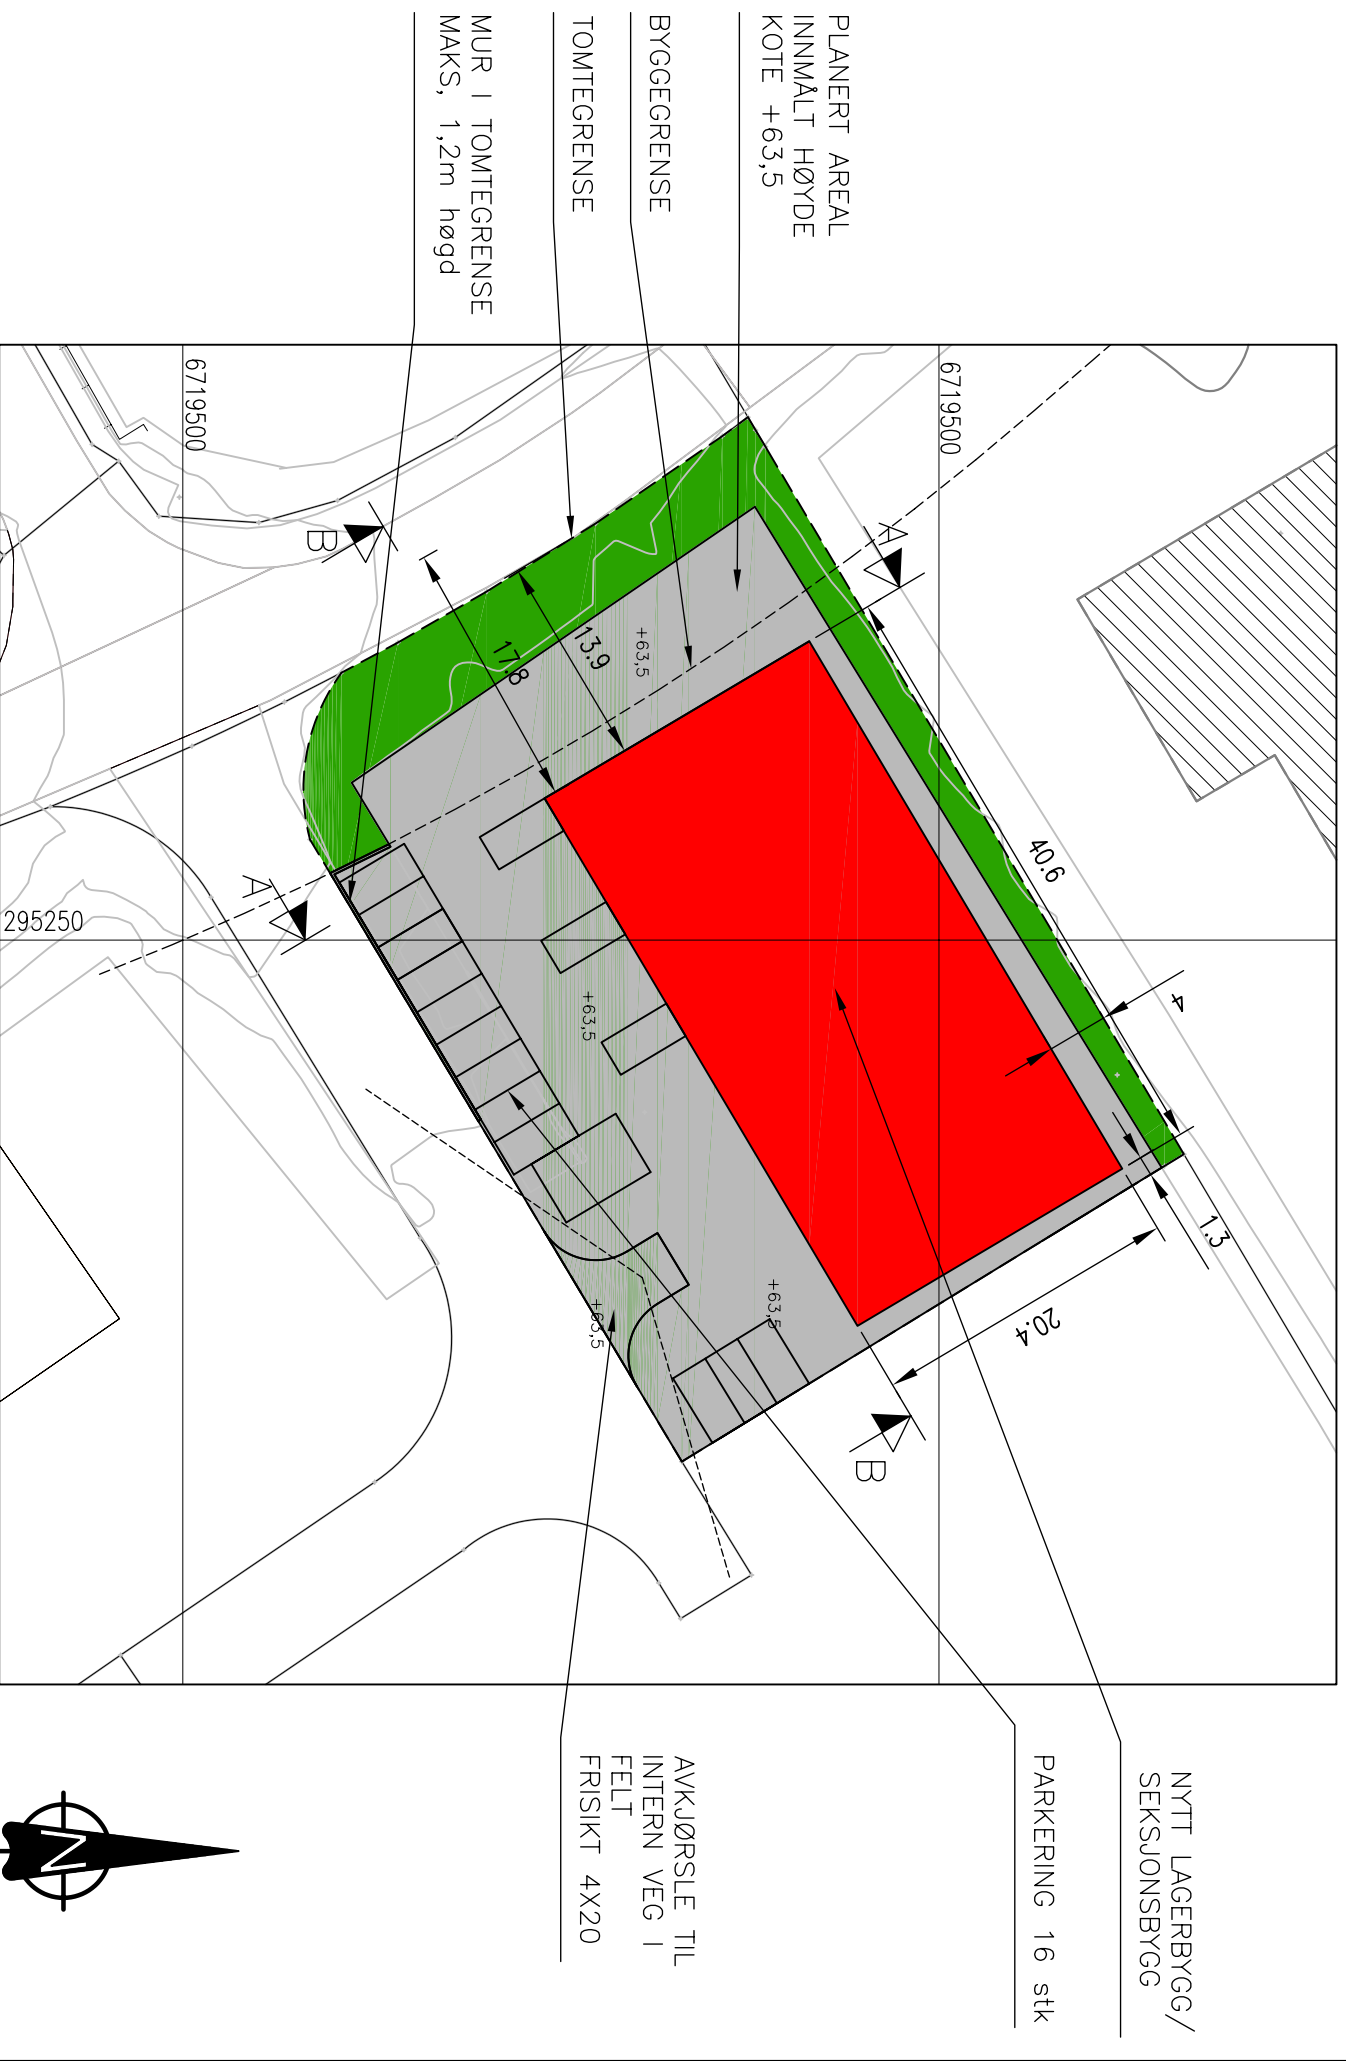 PLANERT AREAL
INNMÅLT HØYDE
KOTE +63,5
BYGGEGRENSE
TOMTEGRENSE
MUR I TOMTEGRENSE
MAKS, 1,2m høgd
6719500
6719500
295250
A
A
B
B
13.9
17.8
40.6
4
1.3
20.4
+63,5
+63,5
+63,5
+63,5
NYTT LAGERBYGG/
SEKSJONSBYGG
PARKERING 16 stk
AVKJØRSLE TIL
INTERN VEG I
FELT
FRISIKT 4X20
N